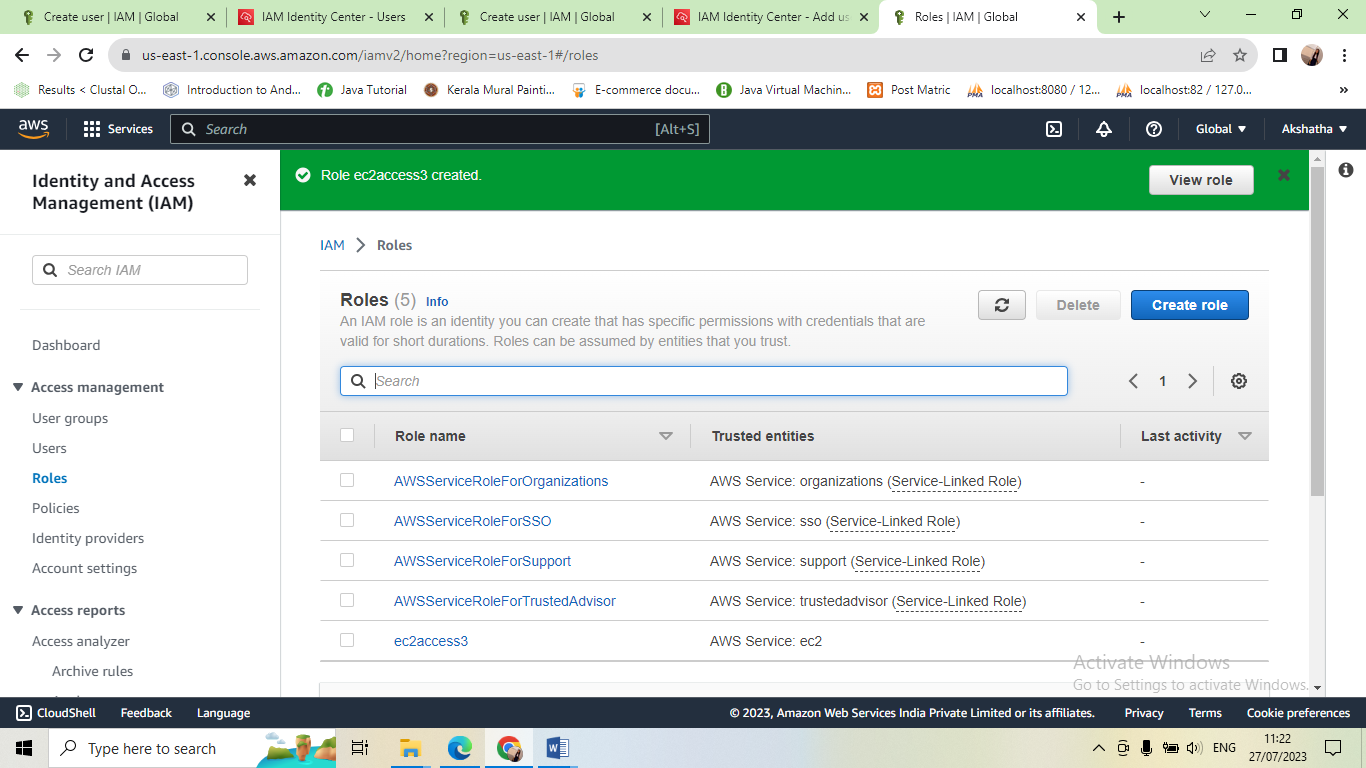 Create user | IAM | Global
IAM Identity Center - Users
Create user | IAM | Global
IAM Identity Center - Add us
Roles | IAM | Global
us-east-1.console.aws.amazon.com/iamv2/home?region=us-east-1#/roles
Results < Clustal O...
Introduction to And...
Java Tutorial
Kerala Mural Painti...
E-commerce docu...
Java Virtual Machin...
Post Matric
localhost:8080 / 12...
localhost:82 / 127.0...
aws
Services
Search
[Alt+S]
Global
Akshatha
Identity and Access
Management (IAM)
Search IAM
Dashboard
Access management
User groups
Users
Roles
Policies
Identity providers
Account settings
Access reports
Access analyzer
Archive rules
Role ec2access3 created.
View role
IAM > Roles
Roles (5) Info
An IAM role is an identity you can create that has specific permissions with credentials that are
valid for short durations. Roles can be assumed by entities that you trust.
Delete
Create role
Search
1
Role name
Trusted entities
Last activity
AWSServiceRoleForOrganizations
AWS Service: organizations (Service-Linked Role)
-
AWSServiceRoleForSSO
AWS Service: sso (Service-Linked Role)
-
AWSServiceRoleForSupport
AWS Service: support (Service-Linked Role)
-
AWSServiceRoleForTrustedAdvisor
AWS Service: trustedadvisor (Service-Linked Role)
-
ec2access3
AWS Service: ec2
-
Activate Windows
Go to Settings to activate Windows.
CloudShell
Feedback
Language
© 2023, Amazon Web Services India Private Limited or its affiliates.
Privacy
Terms
Cookie preferences
Type here to search
ENG
11:22
27/07/2023